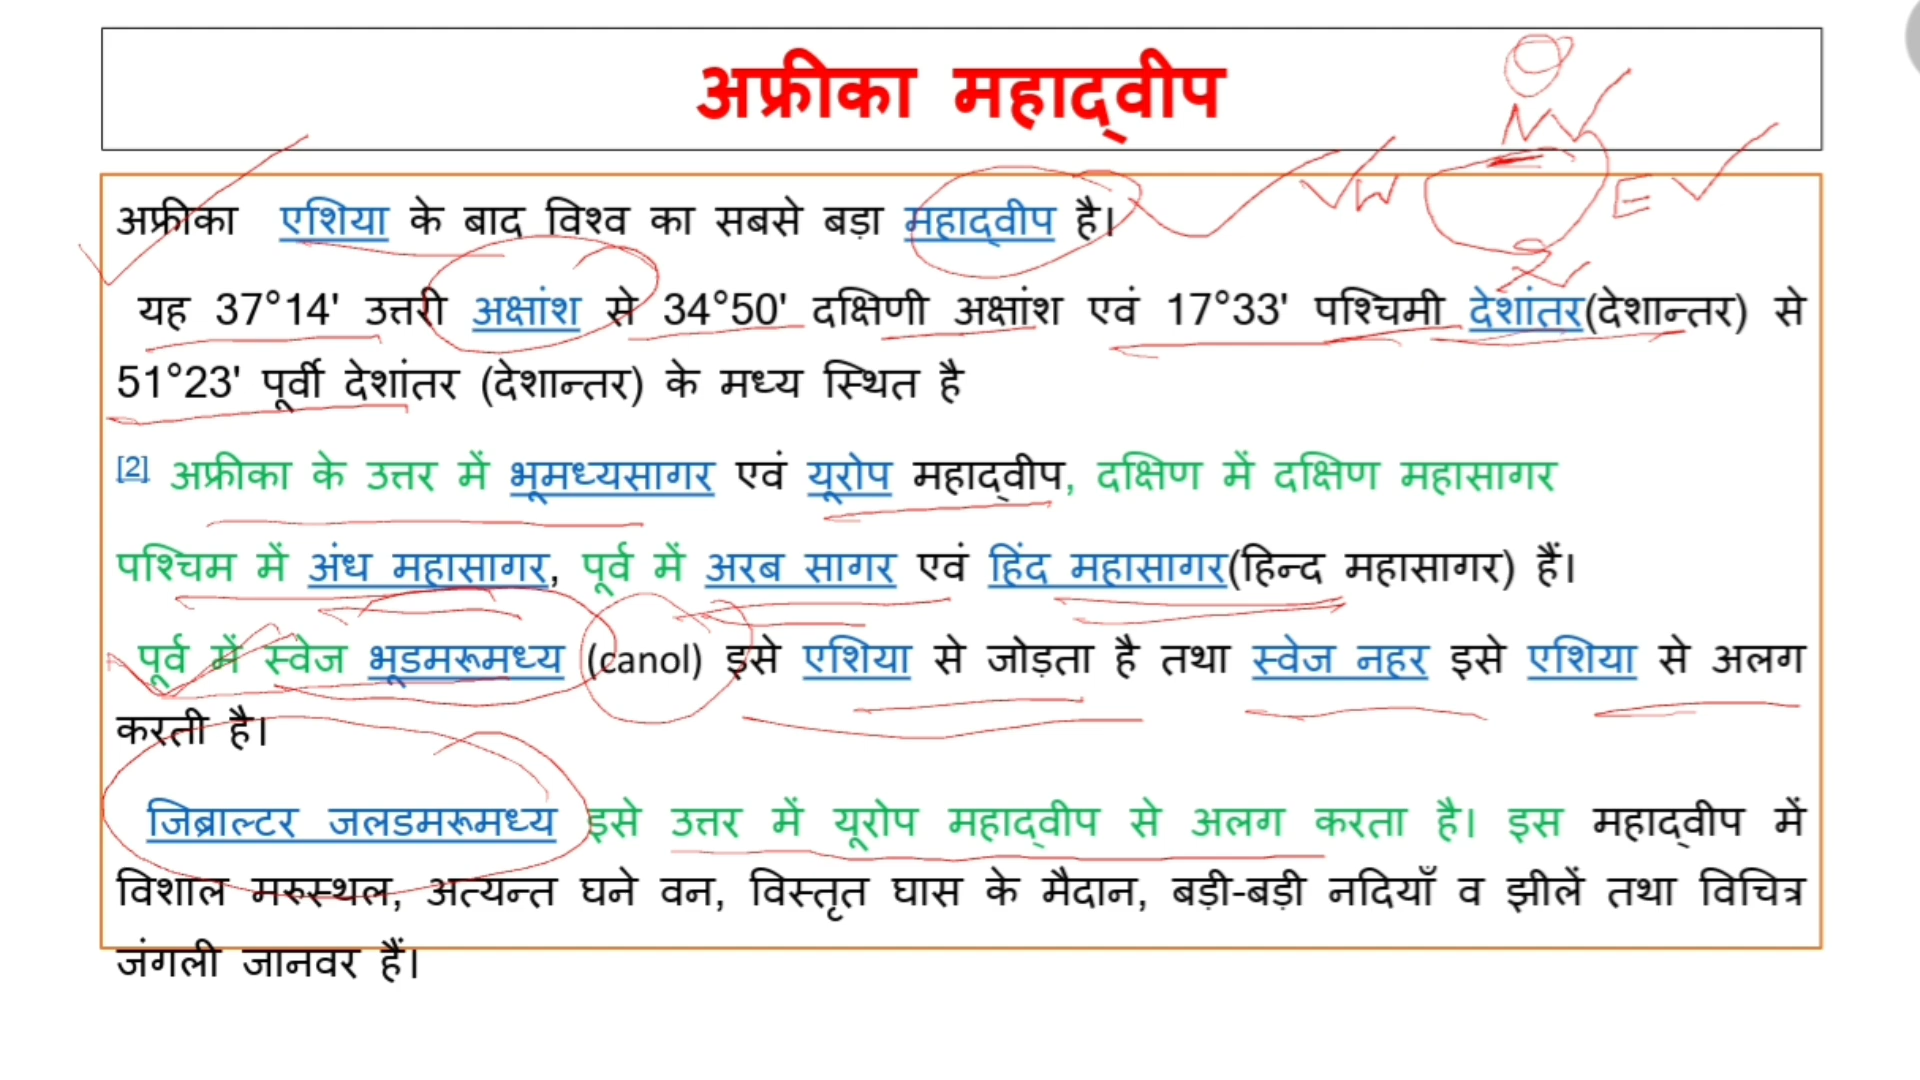 अफ्रीका महाद्वीप
अफ्रीका एशिया के बाद विश्व का सबसे बड़ा महाद्वीप है।
यह 37°14' उत्तरी अक्षांश से 34°50' दक्षिणी अक्षांश एवं 17°33' पश्चिमी देशांतर(देशान्तर) से
51°23' पूर्वी देशांतर (देशान्तर) के मध्य स्थित है
[2] अफ्रीका के उत्तर में भूमध्यसागर एवं यूरोप महाद्वीप, दक्षिण में दक्षिण महासागर
पश्चिम में अंध महासागर, पूर्व में अरब सागर एवं हिंद महासागर(हिन्द महासागर) हैं।
पूर्व में स्वेज भूडमरूमध्य (canol) इसे एशिया से जोड़ता है तथा स्वेज नहर इसे एशिया से अलग
करती है।
जिब्राल्टर जलडमरूमध्य इसे उत्तर में यूरोप महाद्वीप से अलग करता है। इस महाद्वीप में
विशाल मरुस्थल, अत्यन्त घने वन, विस्तृत घास के मैदान, बड़ी-बड़ी नदियाँ व झीलें तथा विचित्र
जंगली जानवर हैं।
N
W
E